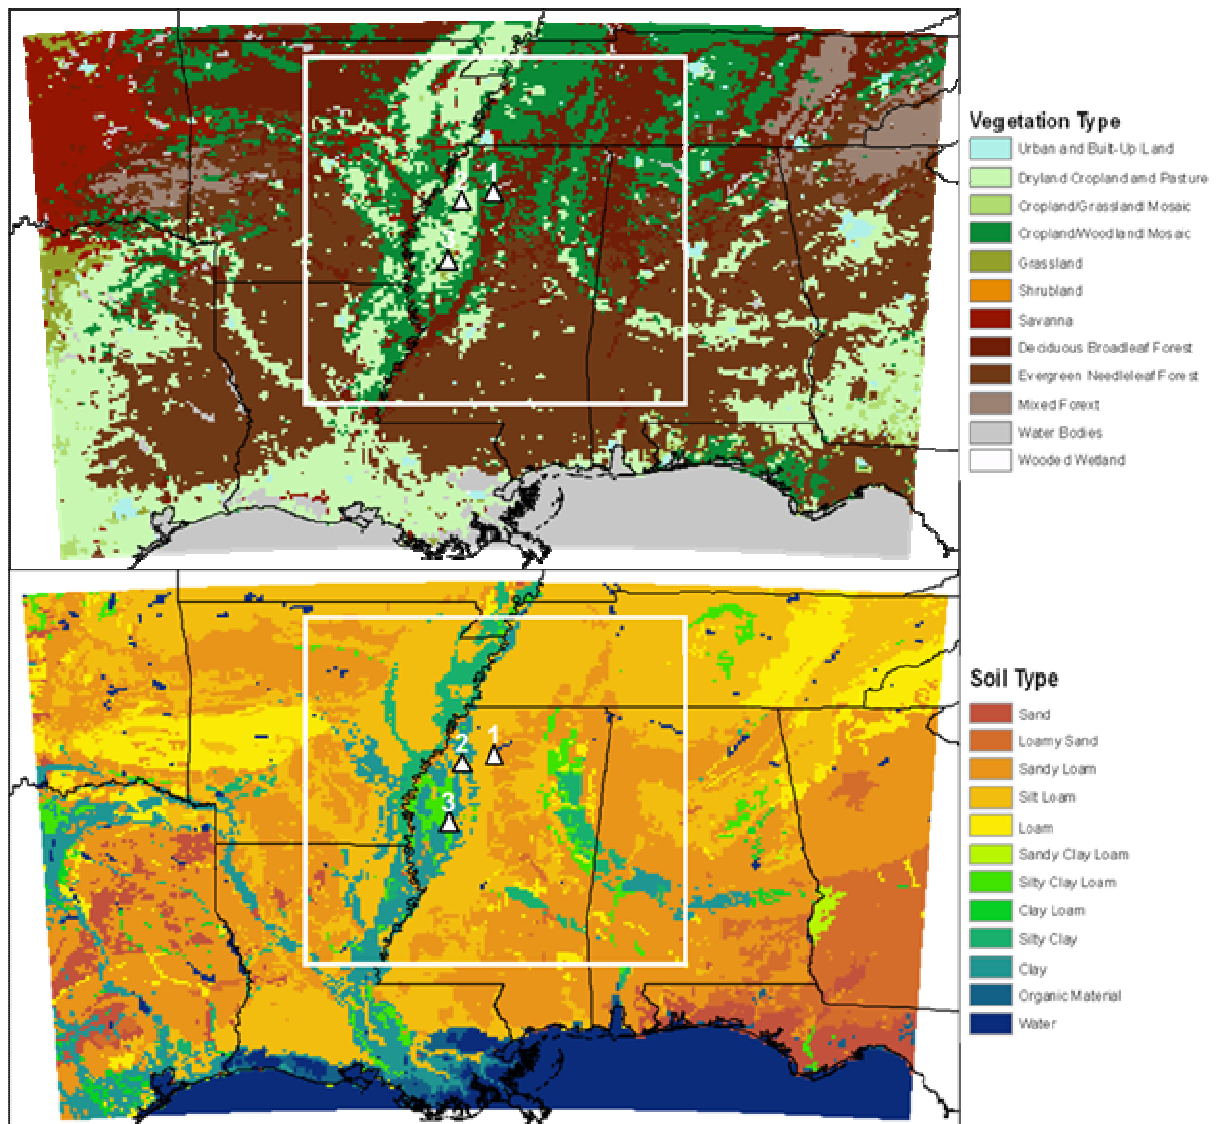 Vegetation Type
Urban and Built-Up Land
Dryland Cropland and Pasture
Cropland/Grassland Mosaic
Cropland/Woodland Mosaic
Grassland
Shrubland
Savanna
Deciduous Broadleaf Forest
Evergreen Needleleaf Forest
Mixed Forext
Water Bodies
Wooded Wetland
1
2
3
Soil Type
Sand
Loamy Sand
Sandy Loam
Silt Loam
Loam
Sandy Clay Loam
Silty Clay Loam
Clay Loam
Silty Clay
Clay
Organic Material
Water
1
2
3